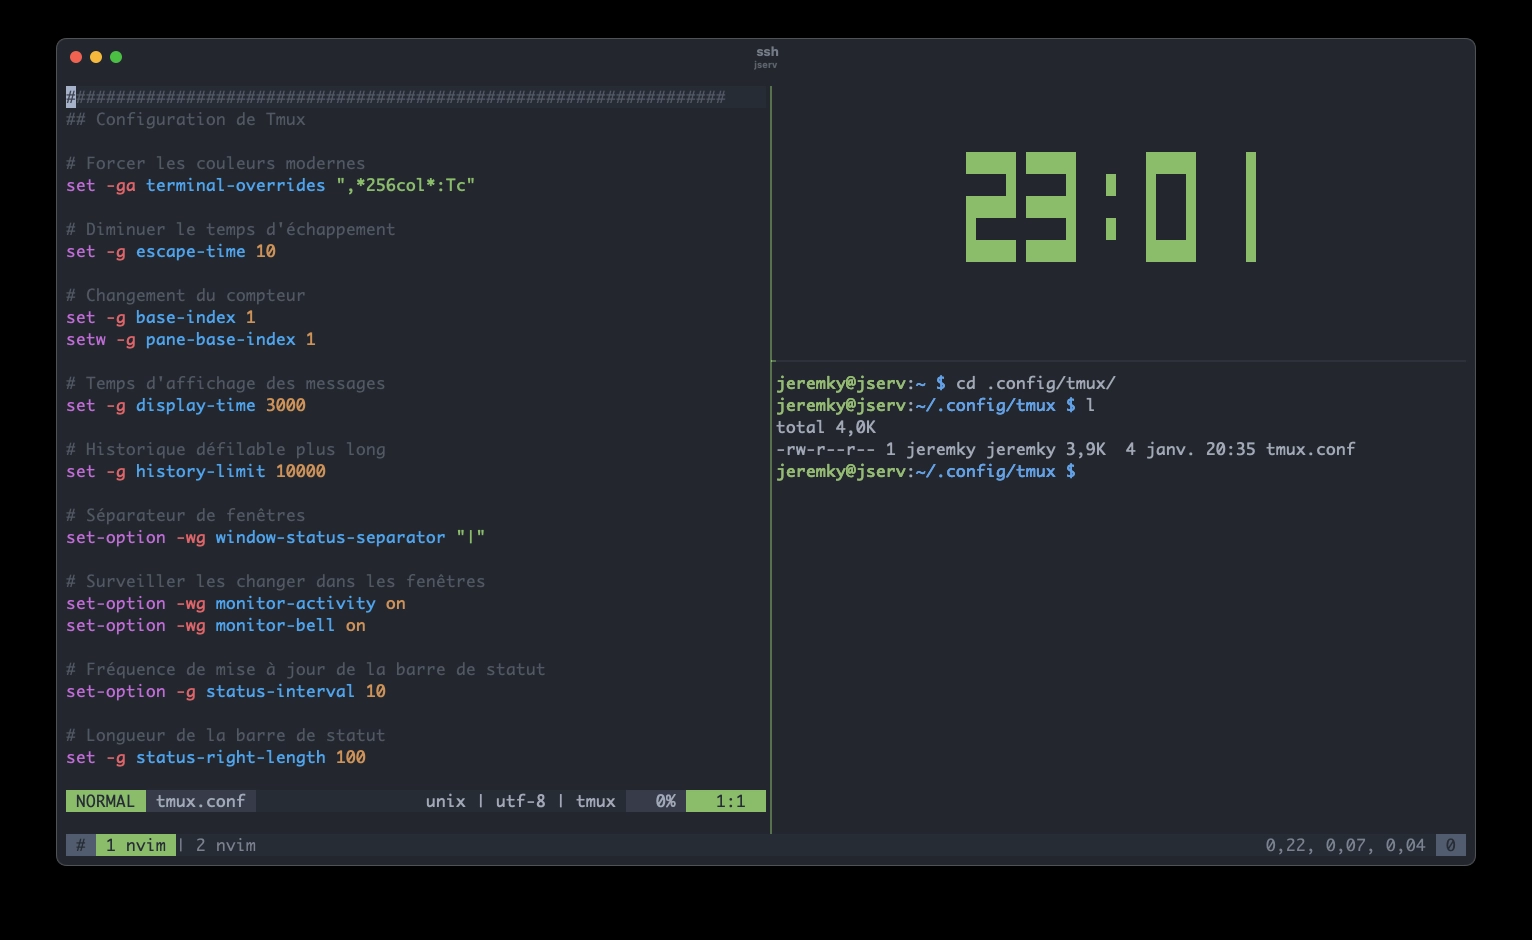 ssh
jserv
#################################################################
## Configuration de Tmux
# Forcer les couleurs modernes
set -ga terminal-overrides ",*256col*:Tc"
# Diminuer le temps d'échappement
set -g escape-time 10
# Changement du compteur
set -g base-index 1
setw -g pane-base-index 1
# Temps d'affichage des messages
set -g display-time 3000
# Historique défilable plus long
set -g history-limit 10000
# Séparateur de fenêtres
set-option -wg window-status-separator "|"
# Surveiller les changer dans les fenêtres
set-option -wg monitor-activity on
set-option -wg monitor-bell on
# Fréquence de mise à jour de la barre de statut
set-option -g status-interval 10
# Longueur de la barre de statut
set -g status-right-length 100
NORMAL tmux.conf unix | utf-8 | tmux 0% 1:1
23:01
jeremky@jserv:~ $ cd .config/tmux/
jeremky@jserv:~/.config/tmux $ l
total 4,0K
-rw-r--r-- 1 jeremky jeremky 3,9K  4 janv. 20:35 tmux.conf
jeremky@jserv:~/.config/tmux $
# 1 nvim | 2 nvim 0,22, 0,07, 0,04 0